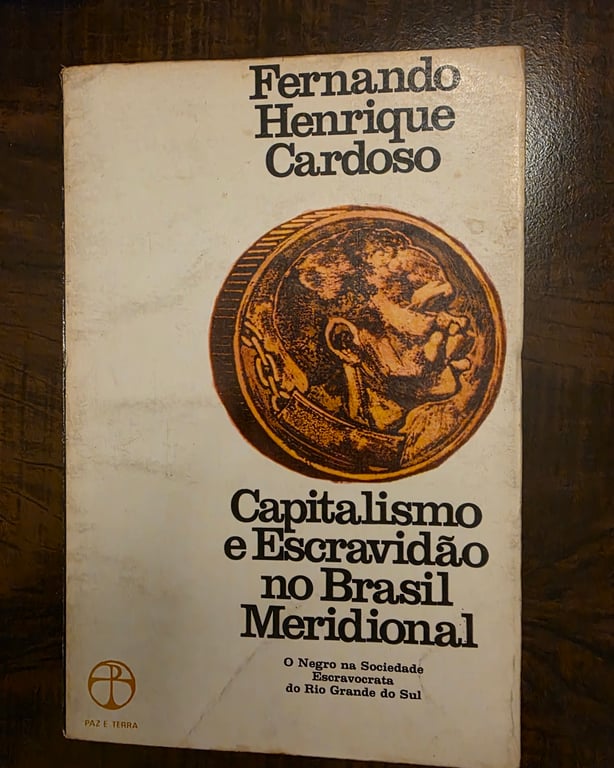 Fernando
Henrique
Cardoso
Capitalismo
e Escravidão
no Brasil
Meridional
O Negro na Sociedade
Escravocrata
do Rio Grande do Sul
PAZ E TERRA